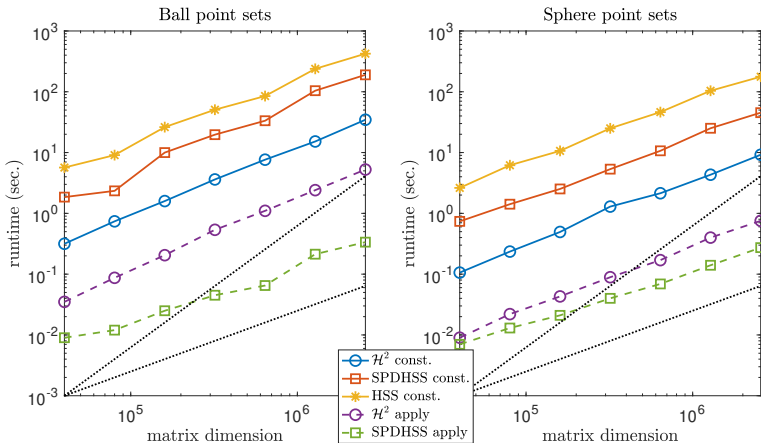 Ball point sets
Sphere point sets
runtime (sec.)
10^3
10^2
10^1
10^0
10^-1
10^-2
10^-3
10^5
10^6
matrix dimension
runtime (sec.)
10^3
10^2
10^1
10^0
10^-1
10^-2
10^5
10^6
matrix dimension
ℋ^2 const.
SPDHSS const.
HSS const.
ℋ^2 apply
SPDHSS apply